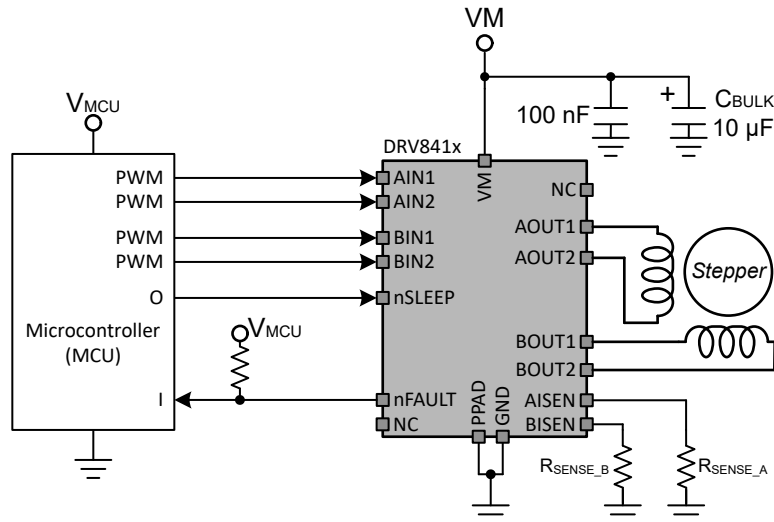 VM
VMCU
100 nF
+
CBULK
10 µF
DRV841x
PWM
AIN1
VM
NC
PWM
AIN2
AOUT1
PWM
BIN1
AOUT2
Stepper
PWM
BIN2
O
nSLEEP
Microcontroller
(MCU)
VMCU
BOUT1
BOUT2
I
nFAULT
PPAD
GND
AISEN
NC
BISEN
RSENSE_B
RSENSE_A